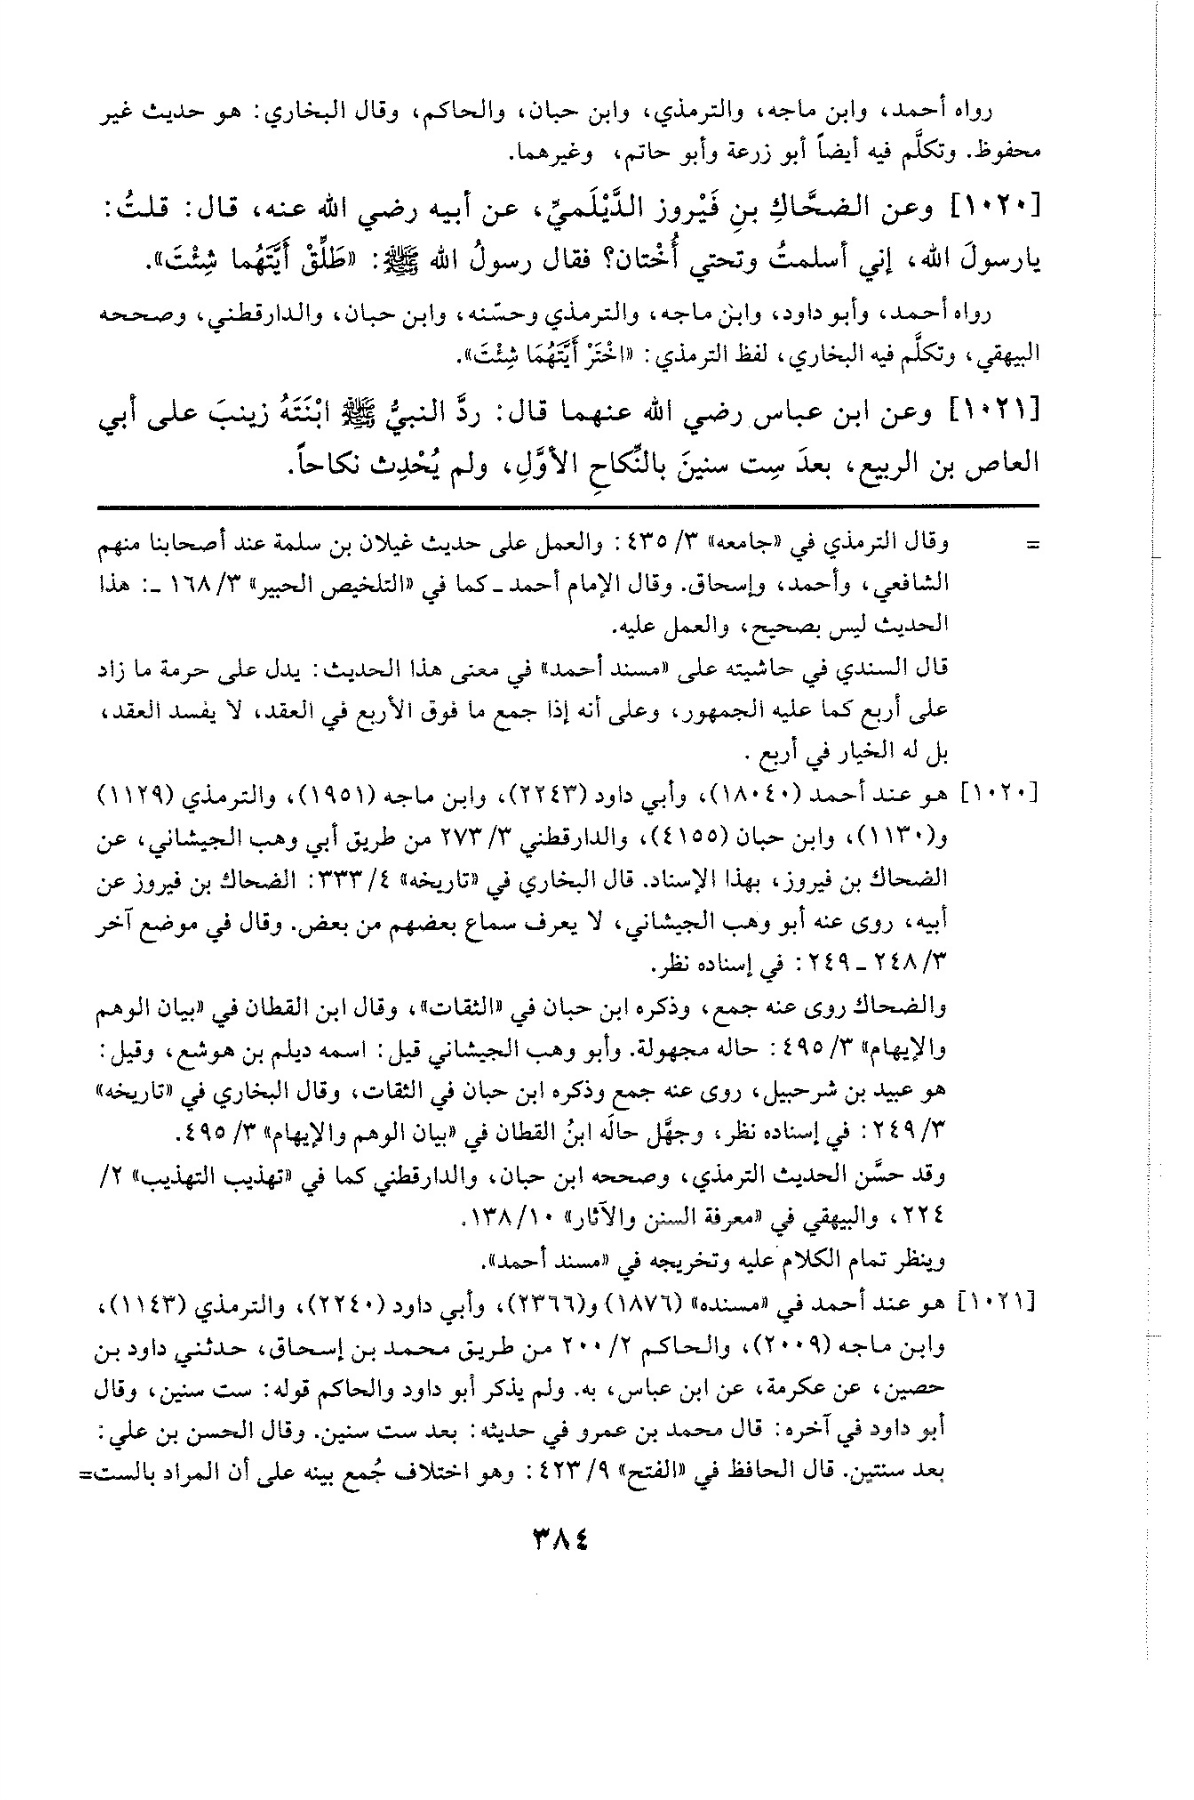 رواه أحمد، وابن ماجه، والترمذي، وابن حبان، والحاكم، وقال البخاري: هو حديث غير
محفوظ. وتكلَّم فيه أيضاً أبو زرعة وأبو حاتم، وغيرهما.
[١٠٢٠] وعن الضحَّاكِ بنِ فَيْروز الدَّيْلَميِّ، عن أبيه رضي الله عنه، قال: قلتُ:
يارسولَ الله، إني أسلمتُ وتحتي أُخْتان؟ فقال رسولُ الله ﷺ: «طَلِّقْ أَيَّتَهُما شِئْتَ».
رواه أحمد، وأبو داود، وابن ماجه، والترمذي وحسّنه، وابن حبان، والدارقطني، وصححه
البيهقي، وتكلَّم فيه البخاري، لفظ الترمذي: «اخْتَرْ أَيَّتَهُمَا شِئْتَ».
[١٠٢١] وعن ابن عباس رضي الله عنهما قال: ردَّ النبيُّ ﷺ ابْنَتَهُ زينبَ على أبي
العاص بن الربيع، بعدَ سِت سنينَ بالنِّكاحِ الأوَّلِ، ولم يُحْدِث نكاحاً.
= وقال الترمذي في «جامعه» ٣/ ٤٣٥: والعمل على حديث غيلان بن سلمة عند أصحابنا منهم
الشافعي، وأحمد، وإسحاق. وقال الإمام أحمد ـ كما في «التلخيص الحبير» ٣/ ١٦٨ ـ: هذا
الحديث ليس بصحيح، والعمل عليه.
قال السندي في حاشيته على «مسند أحمد» في معنى هذا الحديث: يدل على حرمة ما زاد
على أربع كما عليه الجمهور، وعلى أنه إذا جمع ما فوق الأربع في العقد، لا يفسد العقد،
بل له الخيار في أربع .
[١٠٢٠] هو عند أحمد (١٨٠٤٠)، وأبي داود (٢٢٤٣)، وابن ماجه (١٩٥١)، والترمذي (١١٢٩)
و(١١٣٠)، وابن حبان (٤١٥٥)، والدارقطني ٣/ ٢٧٣ من طريق أبي وهب الجيشاني، عن
الضحاك بن فيروز، بهذا الإسناد. قال البخاري في «تاريخه» ٤/ ٣٣٣: الضحاك بن فيروز عن
أبيه، روى عنه أبو وهب الجيشاني، لا يعرف سماع بعضهم من بعض. وقال في موضع آخر
٣/ ٢٤٨ ـ ٢٤٩: في إسناده نظر.
والضحاك روى عنه جمع، وذكره ابن حبان في «الثقات»، وقال ابن القطان في «بيان الوهم
والإيهام» ٣/ ٤٩٥: حاله مجهولة. وأبو وهب الجيشاني قيل: اسمه ديلم بن هوشع، وقيل:
هو عبيد بن شرحبيل، روى عنه جمع وذكره ابن حبان في الثقات، وقال البخاري في «تاريخه»
٣/ ٢٤٩: في إسناده نظر، وجهَّل حالَه ابنُ القطان في «بيان الوهم والإيهام» ٣/ ٤٩٥.
وقد حسَّن الحديث الترمذي، وصححه ابن حبان، والدارقطني كما في «تهذيب التهذيب» ٢/
٢٢٤، والبيهقي في «معرفة السنن والآثار» ١٠/ ١٣٨.
وينظر تمام الكلام عليه وتخريجه في «مسند أحمد».
[١٠٢١] هو عند أحمد في «مسنده» (١٨٧٦) و(٢٣٦٦)، وأبي داود (٢٢٤٠)، والترمذي (١١٤٣)،
وابن ماجه (٢٠٠٩)، والحاكم ٢/ ٢٠٠ من طريق محمد بن إسحاق، حدثني داود بن
حصين، عن عكرمة، عن ابن عباس، به. ولم يذكر أبو داود والحاكم قوله: ست سنين، وقال
أبو داود في آخره: قال محمد بن عمرو في حديثه: بعد ست سنين. وقال الحسن بن علي:
بعد سنتين. قال الحافظ في «الفتح» ٩/ ٤٢٣: وهو اختلاف جُمع بينه على أن المراد بالست=
٣٨٤